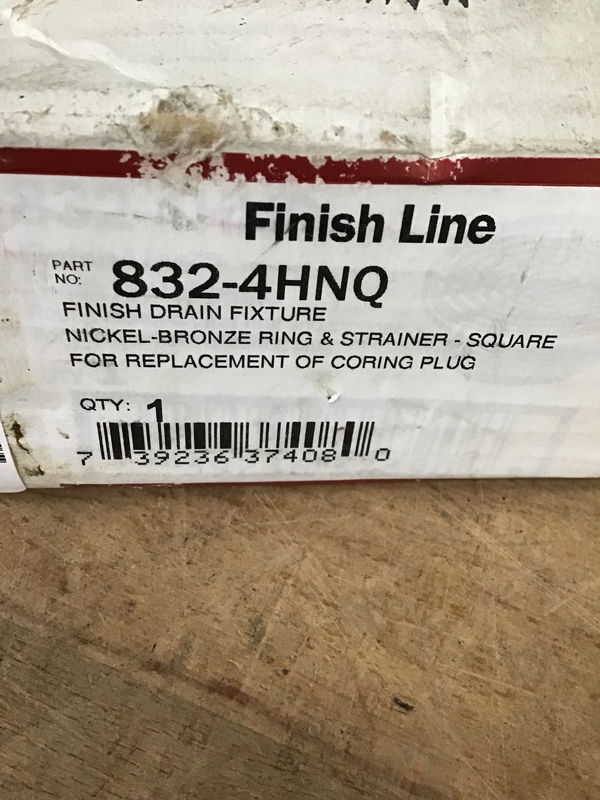 Finish Line
PART NO: 832-4HNQ
FINISH DRAIN FIXTURE
NICKEL-BRONZE RING & STRAINER - SQUARE
FOR REPLACEMENT OF CORING PLUG
QTY: 1
7 39236 37408 0